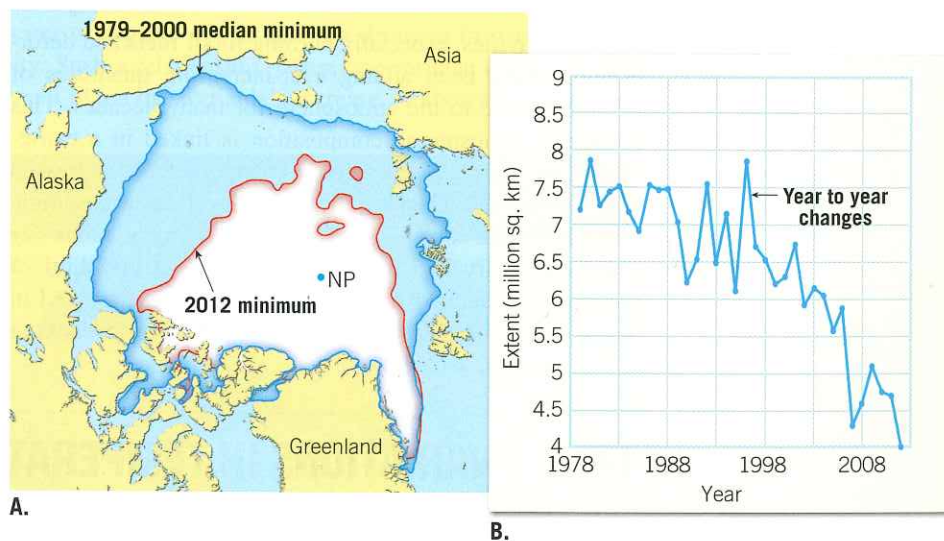 1979–2000 median minimum
Asia
Alaska
NP
2012 minimum
Greenland
A.
9
8.5
8
7.5
7
6.5
6
5.5
5
4.5
4
Extent (million sq. km)
Year to year
changes
1978
1988
1998
2008
Year
B.